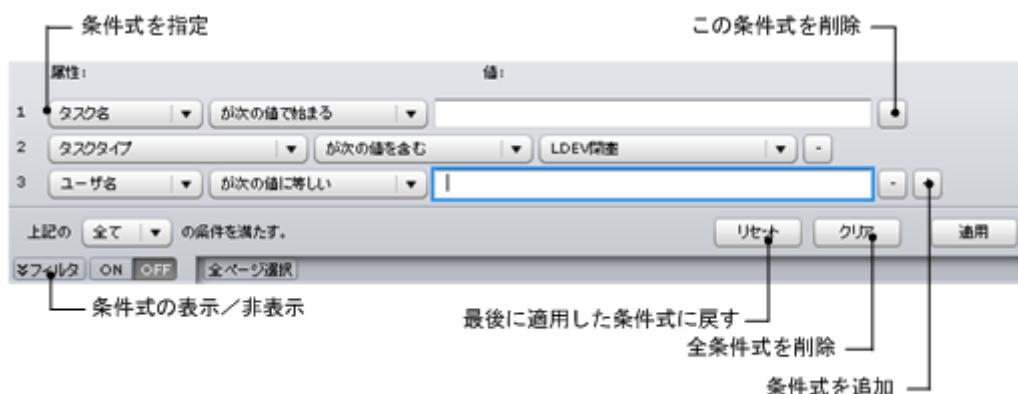 条件式を指定
この条件式を削除
属性: 値:
1 タスク名 が次の値で始まる
2 タスクタイプ が次の値を含む LDEV閉塞 -
3 ユーザ名 が次の値に等しい -
上記の 全て の条件を満たす。 リセット クリア 適用
フィルタ ON OFF 全ページ選択
条件式の表示／非表示
最後に適用した条件式に戻す
全条件式を削除
条件式を追加